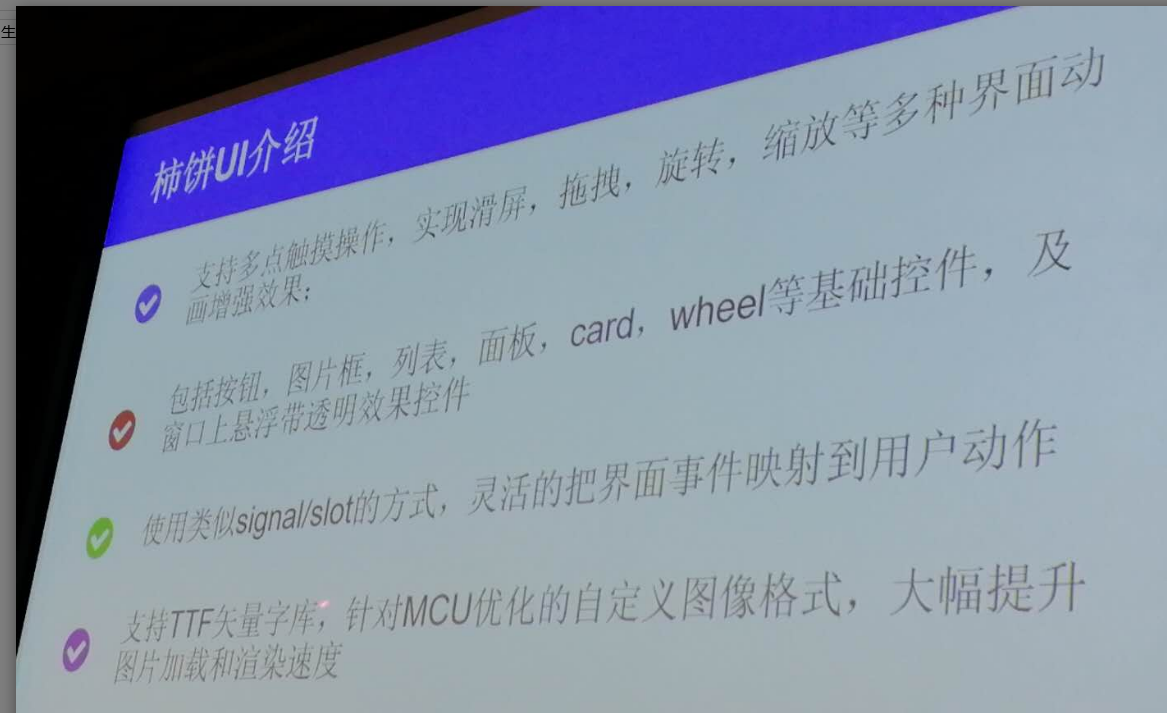 生
柿饼UI介绍
支持多点触摸操作，实现滑屏，拖拽，旋转，缩放等多种界面动
画增强效果；
包括按钮，图片框，列表，面板，card，wheel等基础控件，及
窗口上悬浮带透明效果控件
使用类似signal/slot的方式，灵活的把界面事件映射到用户动作
支持TTF矢量字库，针对MCU优化的自定义图像格式，大幅提升
图片加载和渲染速度